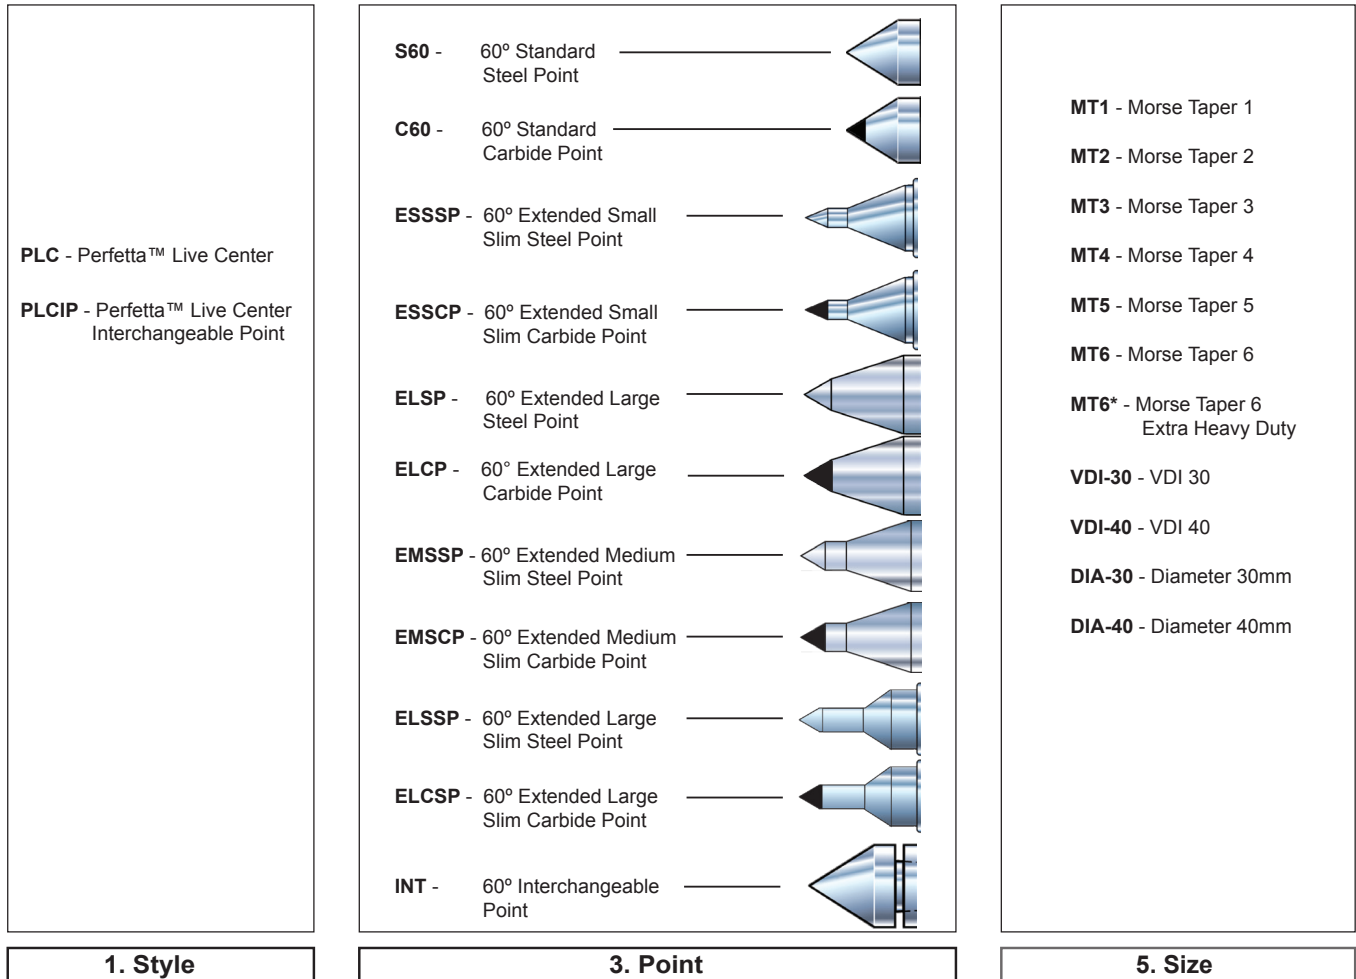 PLC - Perfetta™ Live Center
PLCIP - Perfetta™ Live Center
Interchangeable Point
1. Style
S60 - 60º Standard
Steel Point
C60 - 60º Standard
Carbide Point
ESSSP - 60º Extended Small
Slim Steel Point
ESSCP - 60º Extended Small
Slim Carbide Point
ELSP - 60º Extended Large
Steel Point
ELCP - 60° Extended Large
Carbide Point
EMSSP - 60º Extended Medium
Slim Steel Point
EMSCP - 60º Extended Medium
Slim Carbide Point
ELSSP - 60º Extended Large
Slim Steel Point
ELCSP - 60º Extended Large
Slim Carbide Point
INT - 60º Interchangeable
Point
3. Point
MT1 - Morse Taper 1
MT2 - Morse Taper 2
MT3 - Morse Taper 3
MT4 - Morse Taper 4
MT5 - Morse Taper 5
MT6 - Morse Taper 6
MT6* - Morse Taper 6
Extra Heavy Duty
VDI-30 - VDI 30
VDI-40 - VDI 40
DIA-30 - Diameter 30mm
DIA-40 - Diameter 40mm
5. Size